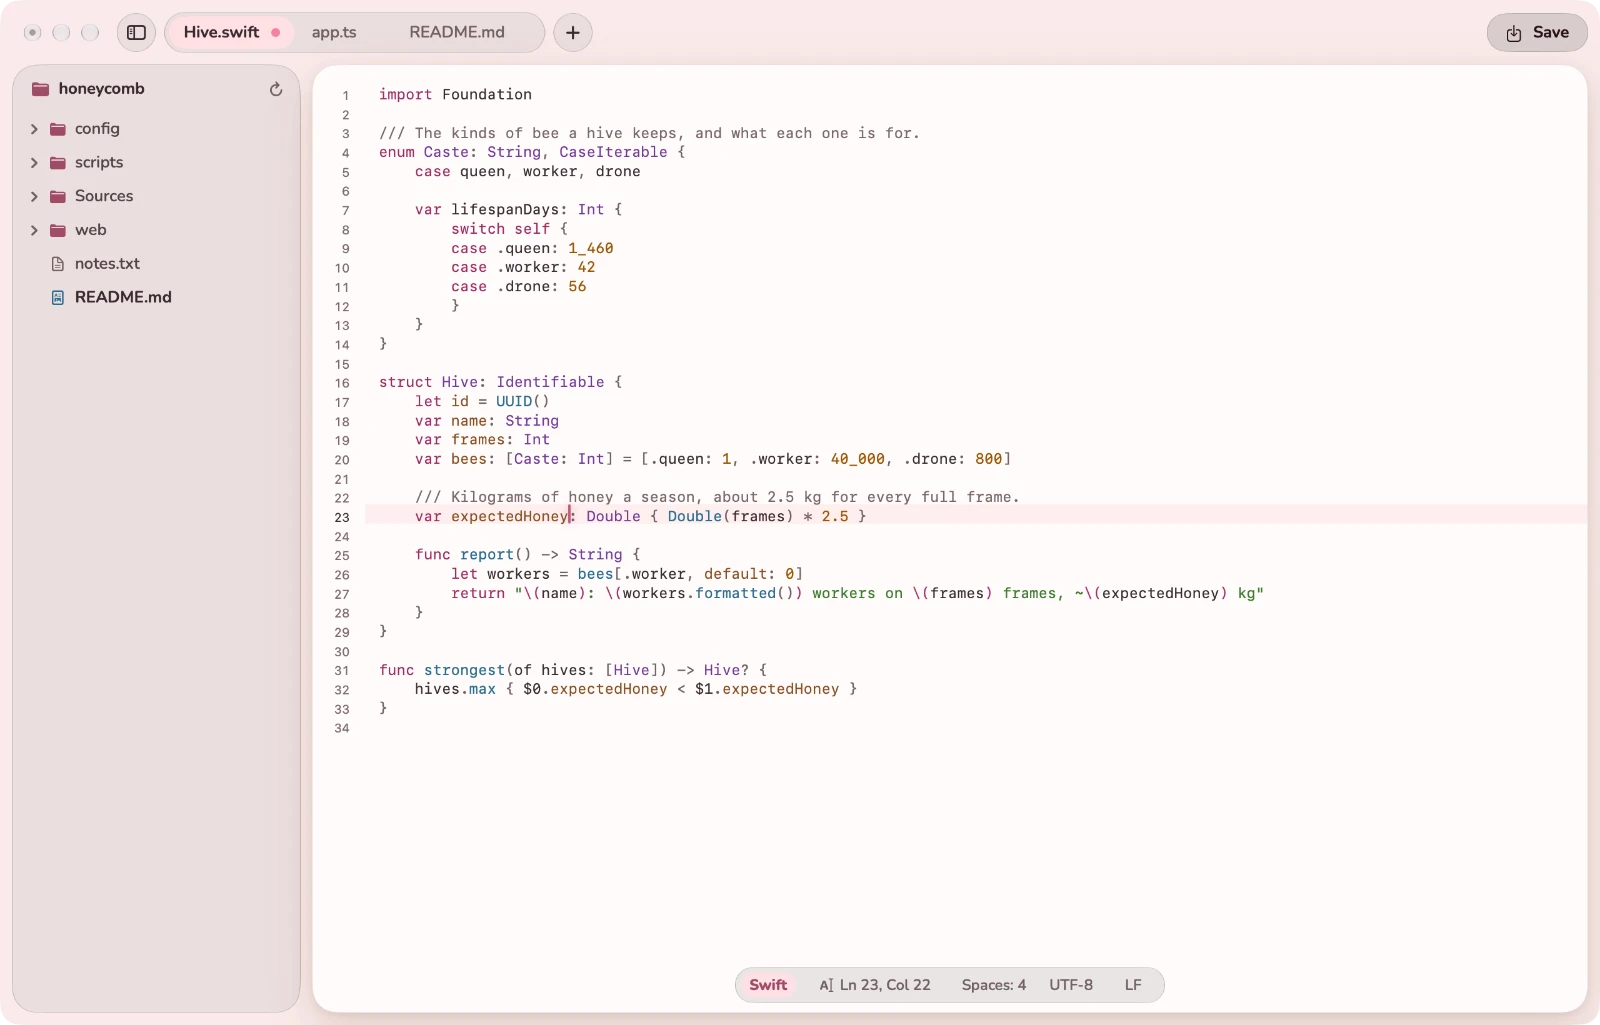 Hive.swift
app.ts
README.md
+
Save
honeycomb
config
scripts
Sources
web
notes.txt
README.md
1 import Foundation
2
3 /// The kinds of bee a hive keeps, and what each one is for.
4 enum Caste: String, CaseIterable {
5     case queen, worker, drone
6
7     var lifespanDays: Int {
8         switch self {
9         case .queen: 1_460
10         case .worker: 42
11         case .drone: 56
12         }
13     }
14 }
15
16 struct Hive: Identifiable {
17     let id = UUID()
18     var name: String
19     var frames: Int
20     var bees: [Caste: Int] = [.queen: 1, .worker: 40_000, .drone: 800]
21
22     /// Kilograms of honey a season, about 2.5 kg for every full frame.
23     var expectedHoney: Double { Double(frames) * 2.5 }
24
25     func report() -> String {
26         let workers = bees[.worker, default: 0]
27         return "\(name): \(workers.formatted()) workers on \(frames) frames, ~\(expectedHoney) kg"
28     }
29 }
30
31 func strongest(of hives: [Hive]) -> Hive? {
32     hives.max { $0.expectedHoney < $1.expectedHoney }
33 }
34
Swift
Ln 23, Col 22
Spaces: 4
UTF-8
LF